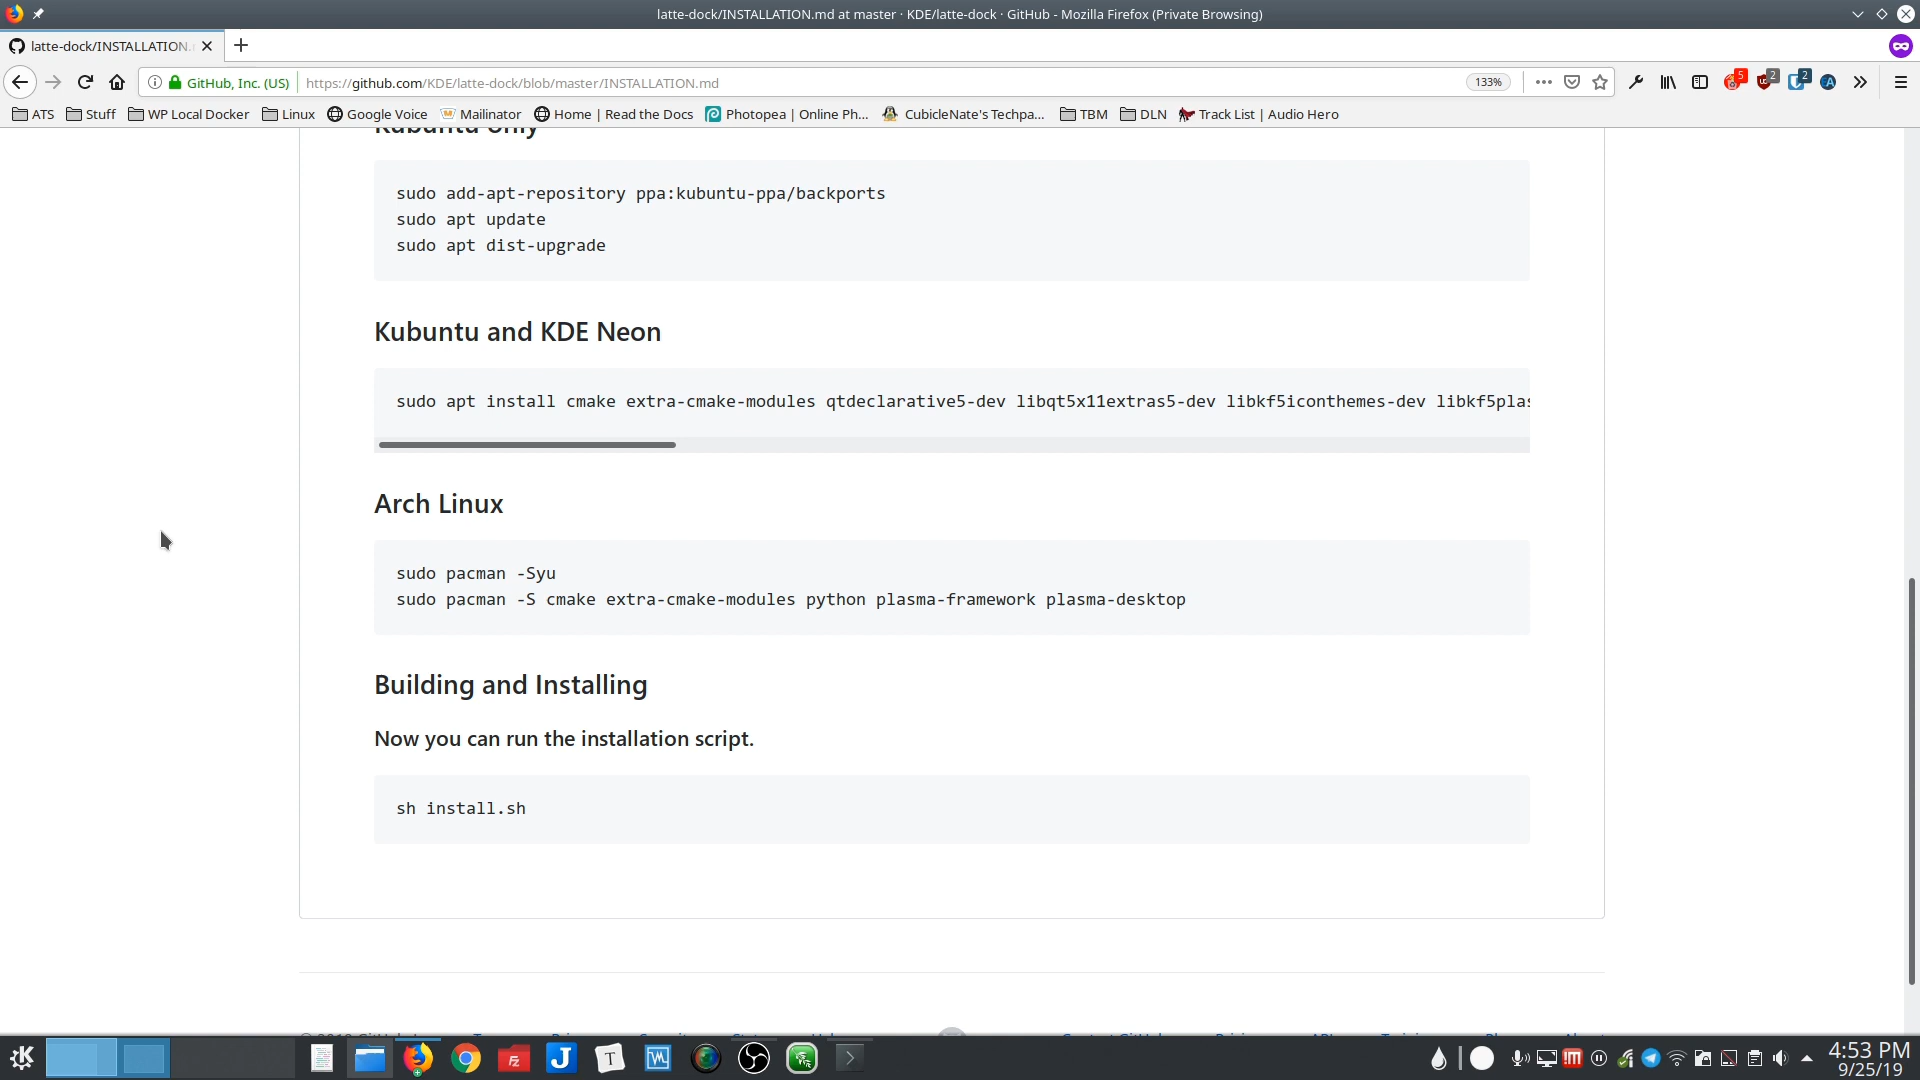 latte-dock/INSTALLATION.md at master · KDE/latte-dock · GitHub - Mozilla Firefox (Private Browsing)
latte-dock/INSTALLATION.
GitHub, Inc. (US) https://github.com/KDE/latte-dock/blob/master/INSTALLATION.md 133% 5 2 2
ATS Stuff WP Local Docker Linux Google Voice Mailinator Home | Read the Docs Photopea | Online Ph... CubicleNate's Techpa... TBM DLN Track List | Audio Hero
Kubuntu only
sudo add-apt-repository ppa:kubuntu-ppa/backports
sudo apt update
sudo apt dist-upgrade
Kubuntu and KDE Neon
sudo apt install cmake extra-cmake-modules qtdeclarative5-dev libqt5x11extras5-dev libkf5iconthemes-dev libkf5plas
Arch Linux
sudo pacman -Syu
sudo pacman -S cmake extra-cmake-modules python plasma-framework plasma-desktop
Building and Installing
Now you can run the installation script.
sh install.sh
4:53 PM
9/25/19